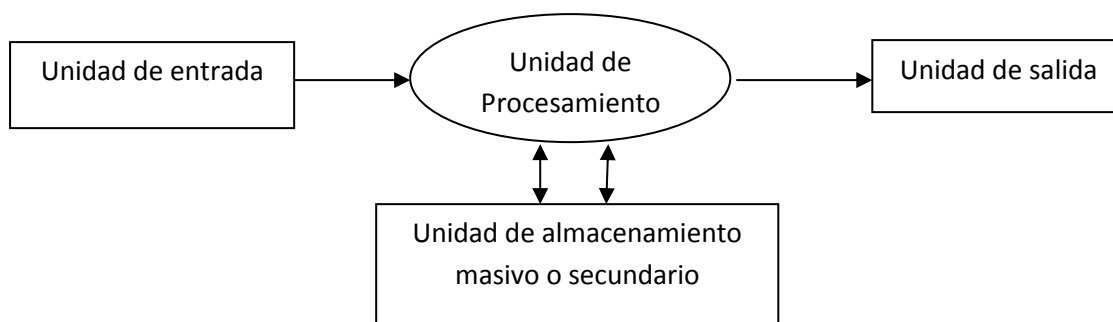 Unidad de entrada
Unidad de
Procesamiento
Unidad de salida
Unidad de almacenamiento
masivo o secundario